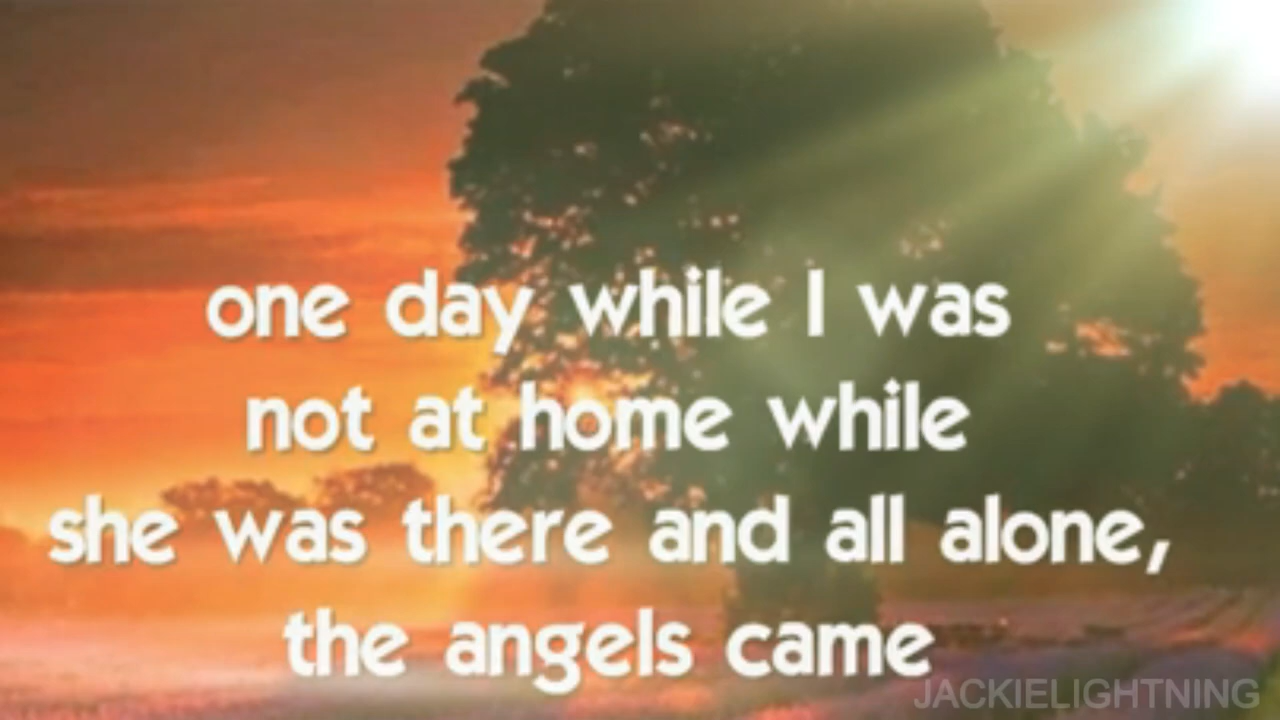 one day while I was
not at home while
she was there and all alone,
the angels came
JACKIELIGHTNING